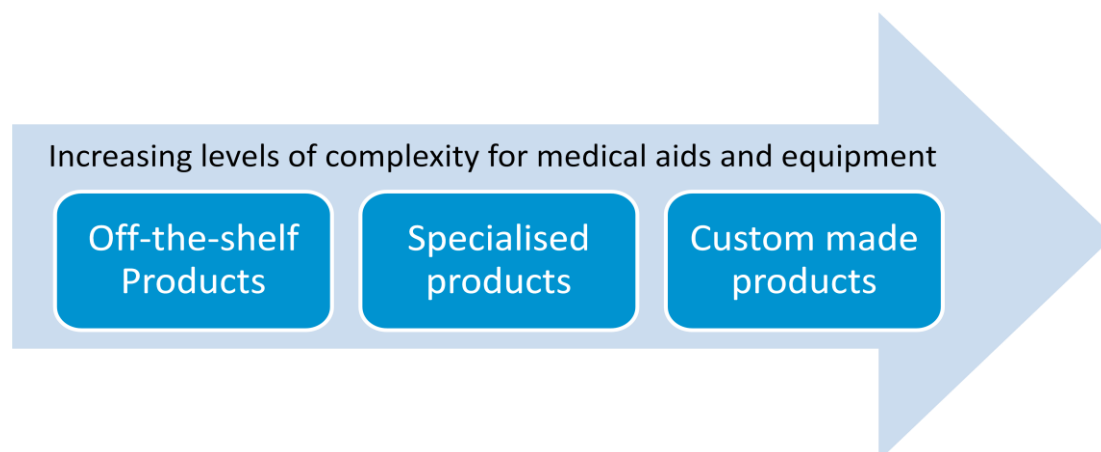 Increasing levels of complexity for medical aids and equipment
Off-the-shelf
Products
Specialised
products
Custom made
products